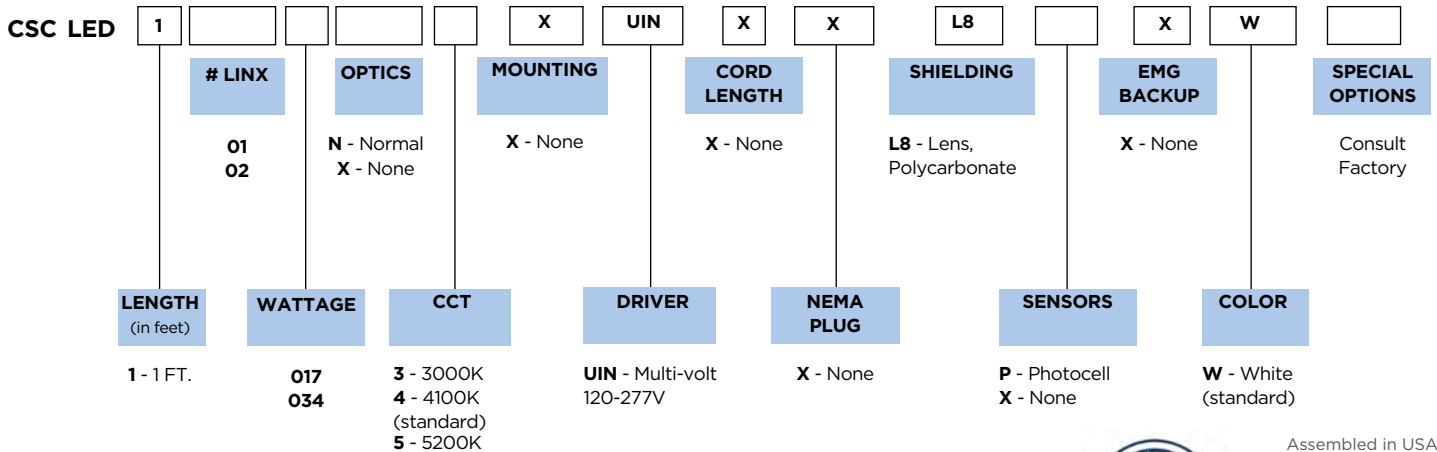 CSC LED 1 X UIN X X L8 X W
# LINX OPTICS MOUNTING CORD LENGTH SHIELDING EMG BACKUP SPECIAL OPTIONS
01
02
N - Normal
X - None
X - None
X - None
L8 - Lens,
Polycarbonate
X - None
Consult
Factory
LENGTH
(in feet)
WATTAGE
CCT
DRIVER
NEMA
PLUG
SENSORS
COLOR
1 - 1 FT.
017
034
3 - 3000K
4 - 4100K
(standard)
5 - 5200K
UIN - Multi-volt
120-277V
X - None
P - Photocell
X - None
W - White
(standard)
Assembled in USA